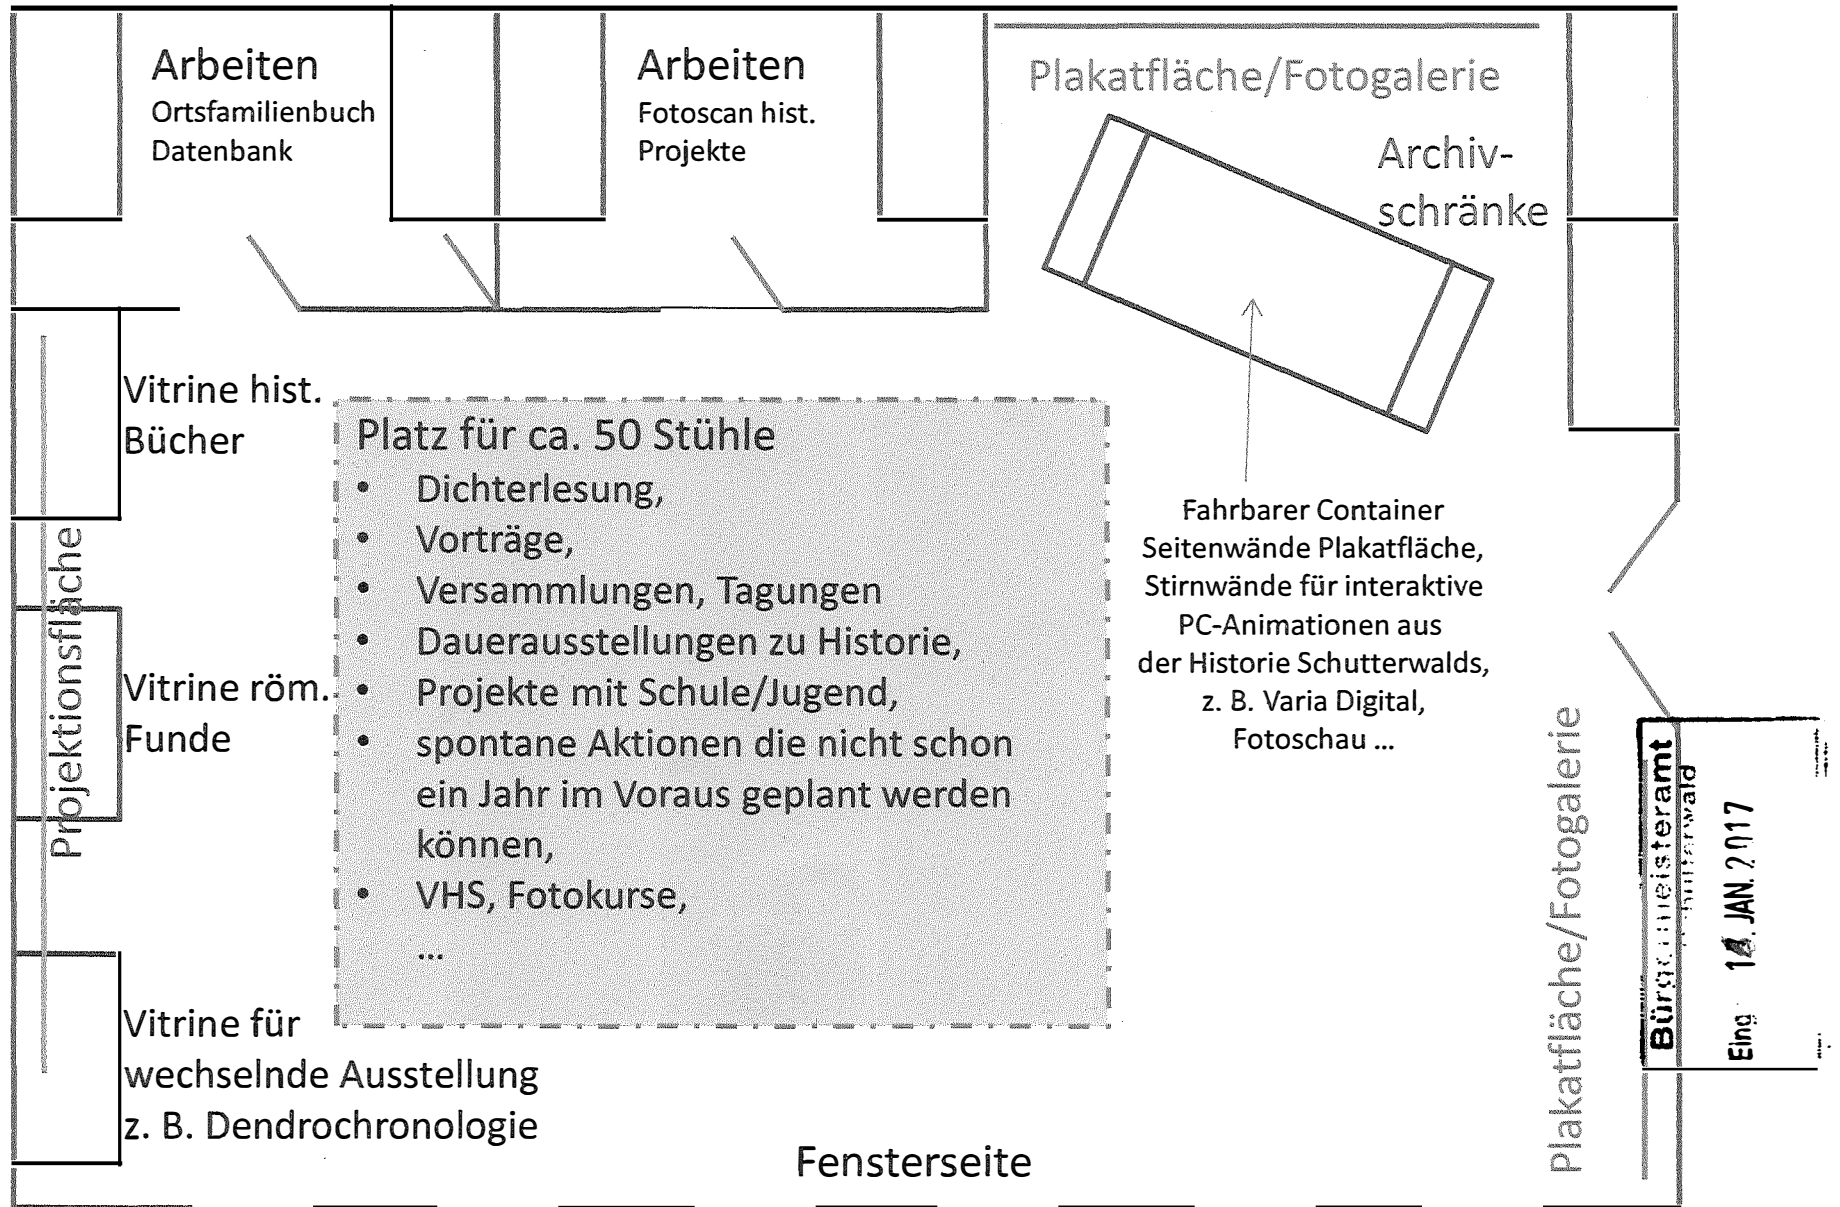 Arbeiten
Ortsfamilienbuch
Datenbank
Arbeiten
Fotoscan hist.
Projekte
Plakatfläche/Fotogalerie
Archiv-
schränke
Vitrine hist.
Bücher
Projektionsfläche
Vitrine röm.
Funde
Vitrine für
wechselnde Ausstellung
z. B. Dendrochronologie
Platz für ca. 50 Stühle
• Dichterlesung,
• Vorträge,
• Versammlungen, Tagungen
• Dauerausstellungen zu Historie,
• Projekte mit Schule/Jugend,
• spontane Aktionen die nicht schon
ein Jahr im Voraus geplant werden
können,
• VHS, Fotokurse,
...
Fahrbarer Container
Seitenwände Plakatfläche,
Stirnwände für interaktive
PC-Animationen aus
der Historie Schutterwalds,
z. B. Varia Digital,
Fotoschau ...
Plakatfläche/Fotogalerie
Bürgermeisteramt
Schutterwald
Eing. JAN. 2017
Fensterseite